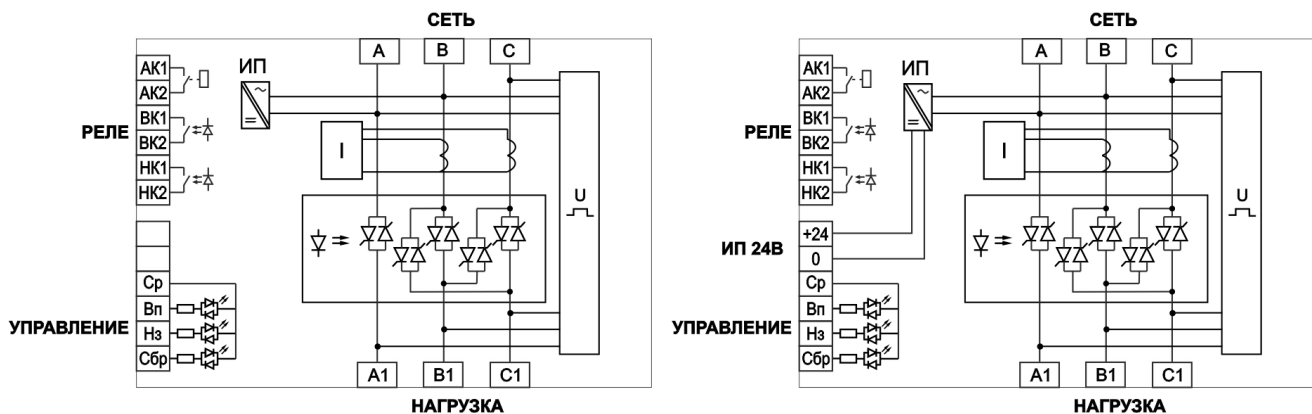 СЕТЬ
A
B
C
АК1
АК2
ВК1
ВК2
НК1
НК2
РЕЛЕ
ИП
~
=
I
U
Ср
Вп
Нз
Сбр
УПРАВЛЕНИЕ
A1
B1
C1
НАГРУЗКА
СЕТЬ
A
B
C
АК1
АК2
ВК1
ВК2
НК1
НК2
РЕЛЕ
ИП
~
=
I
U
+24
0
ИП 24В
Ср
Вп
Нз
Сбр
УПРАВЛЕНИЕ
A1
B1
C1
НАГРУЗКА